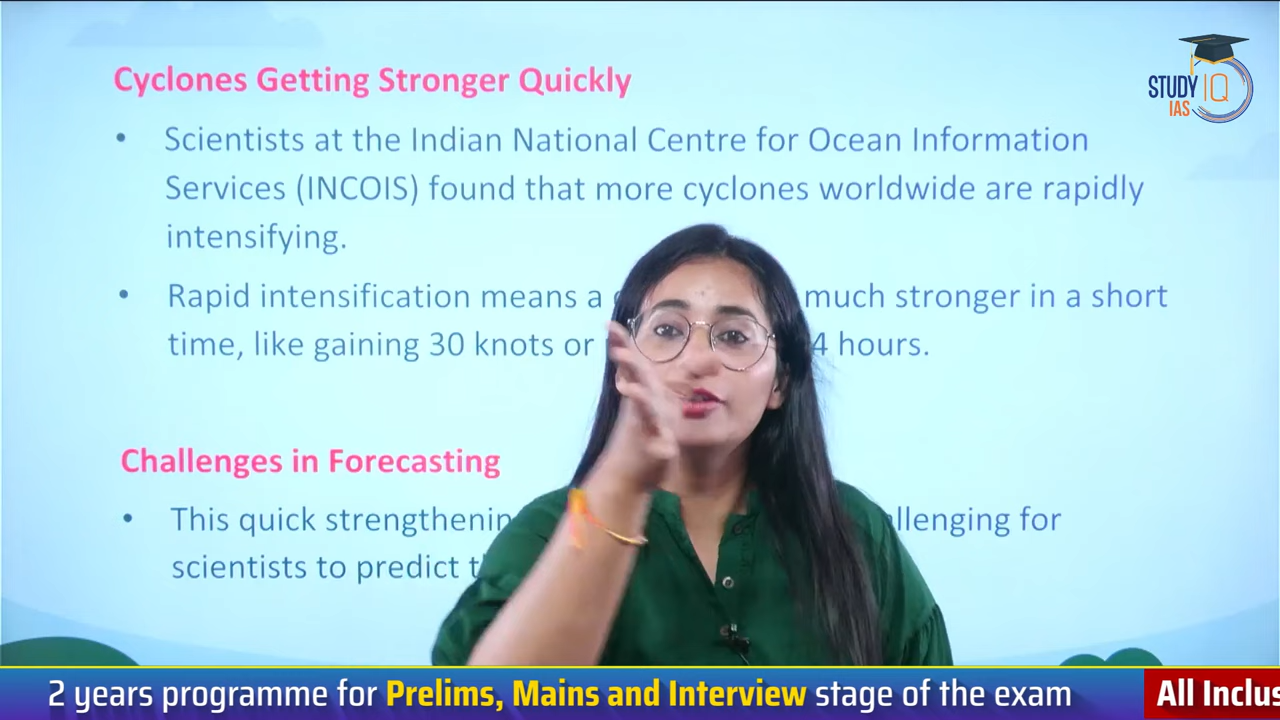 Cyclones Getting Stronger Quickly
• Scientists at the Indian National Centre for Ocean Information
Services (INCOIS) found that more cyclones worldwide are rapidly
intensifying.
• Rapid intensification means a much stronger in a short
time, like gaining 30 knots or 4 hours.
Challenges in Forecasting
• This quick strengthenin allenging for
scientists to predict
STUDY IQ
IAS
2 years programme for Prelims, Mains and Interview stage of the exam
All Inclus